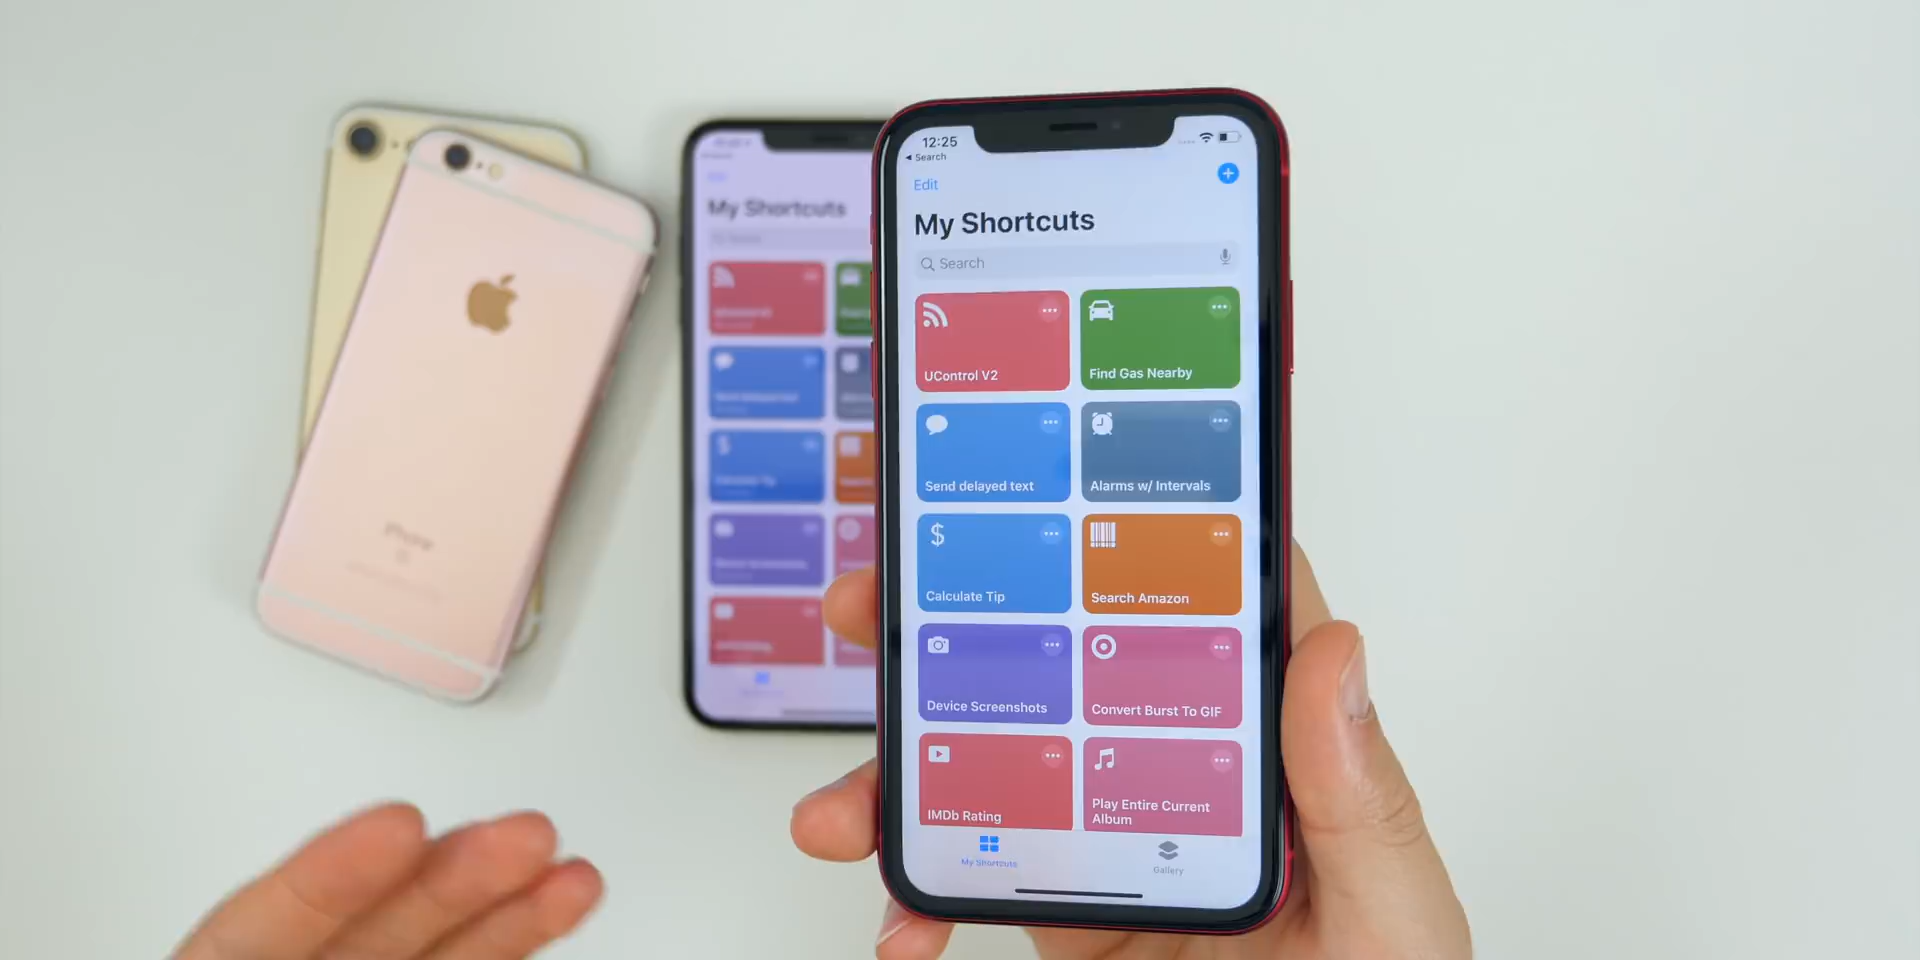 12:25
Search
Edit
My Shortcuts
Search
UControl V2
Find Gas Nearby
Send delayed text
Alarms w/ Intervals
Calculate Tip
Search Amazon
Device Screenshots
Convert Burst To GIF
IMDb Rating
Play Entire Current
Album
My Shortcuts
Gallery
My Shortcuts
iPhone